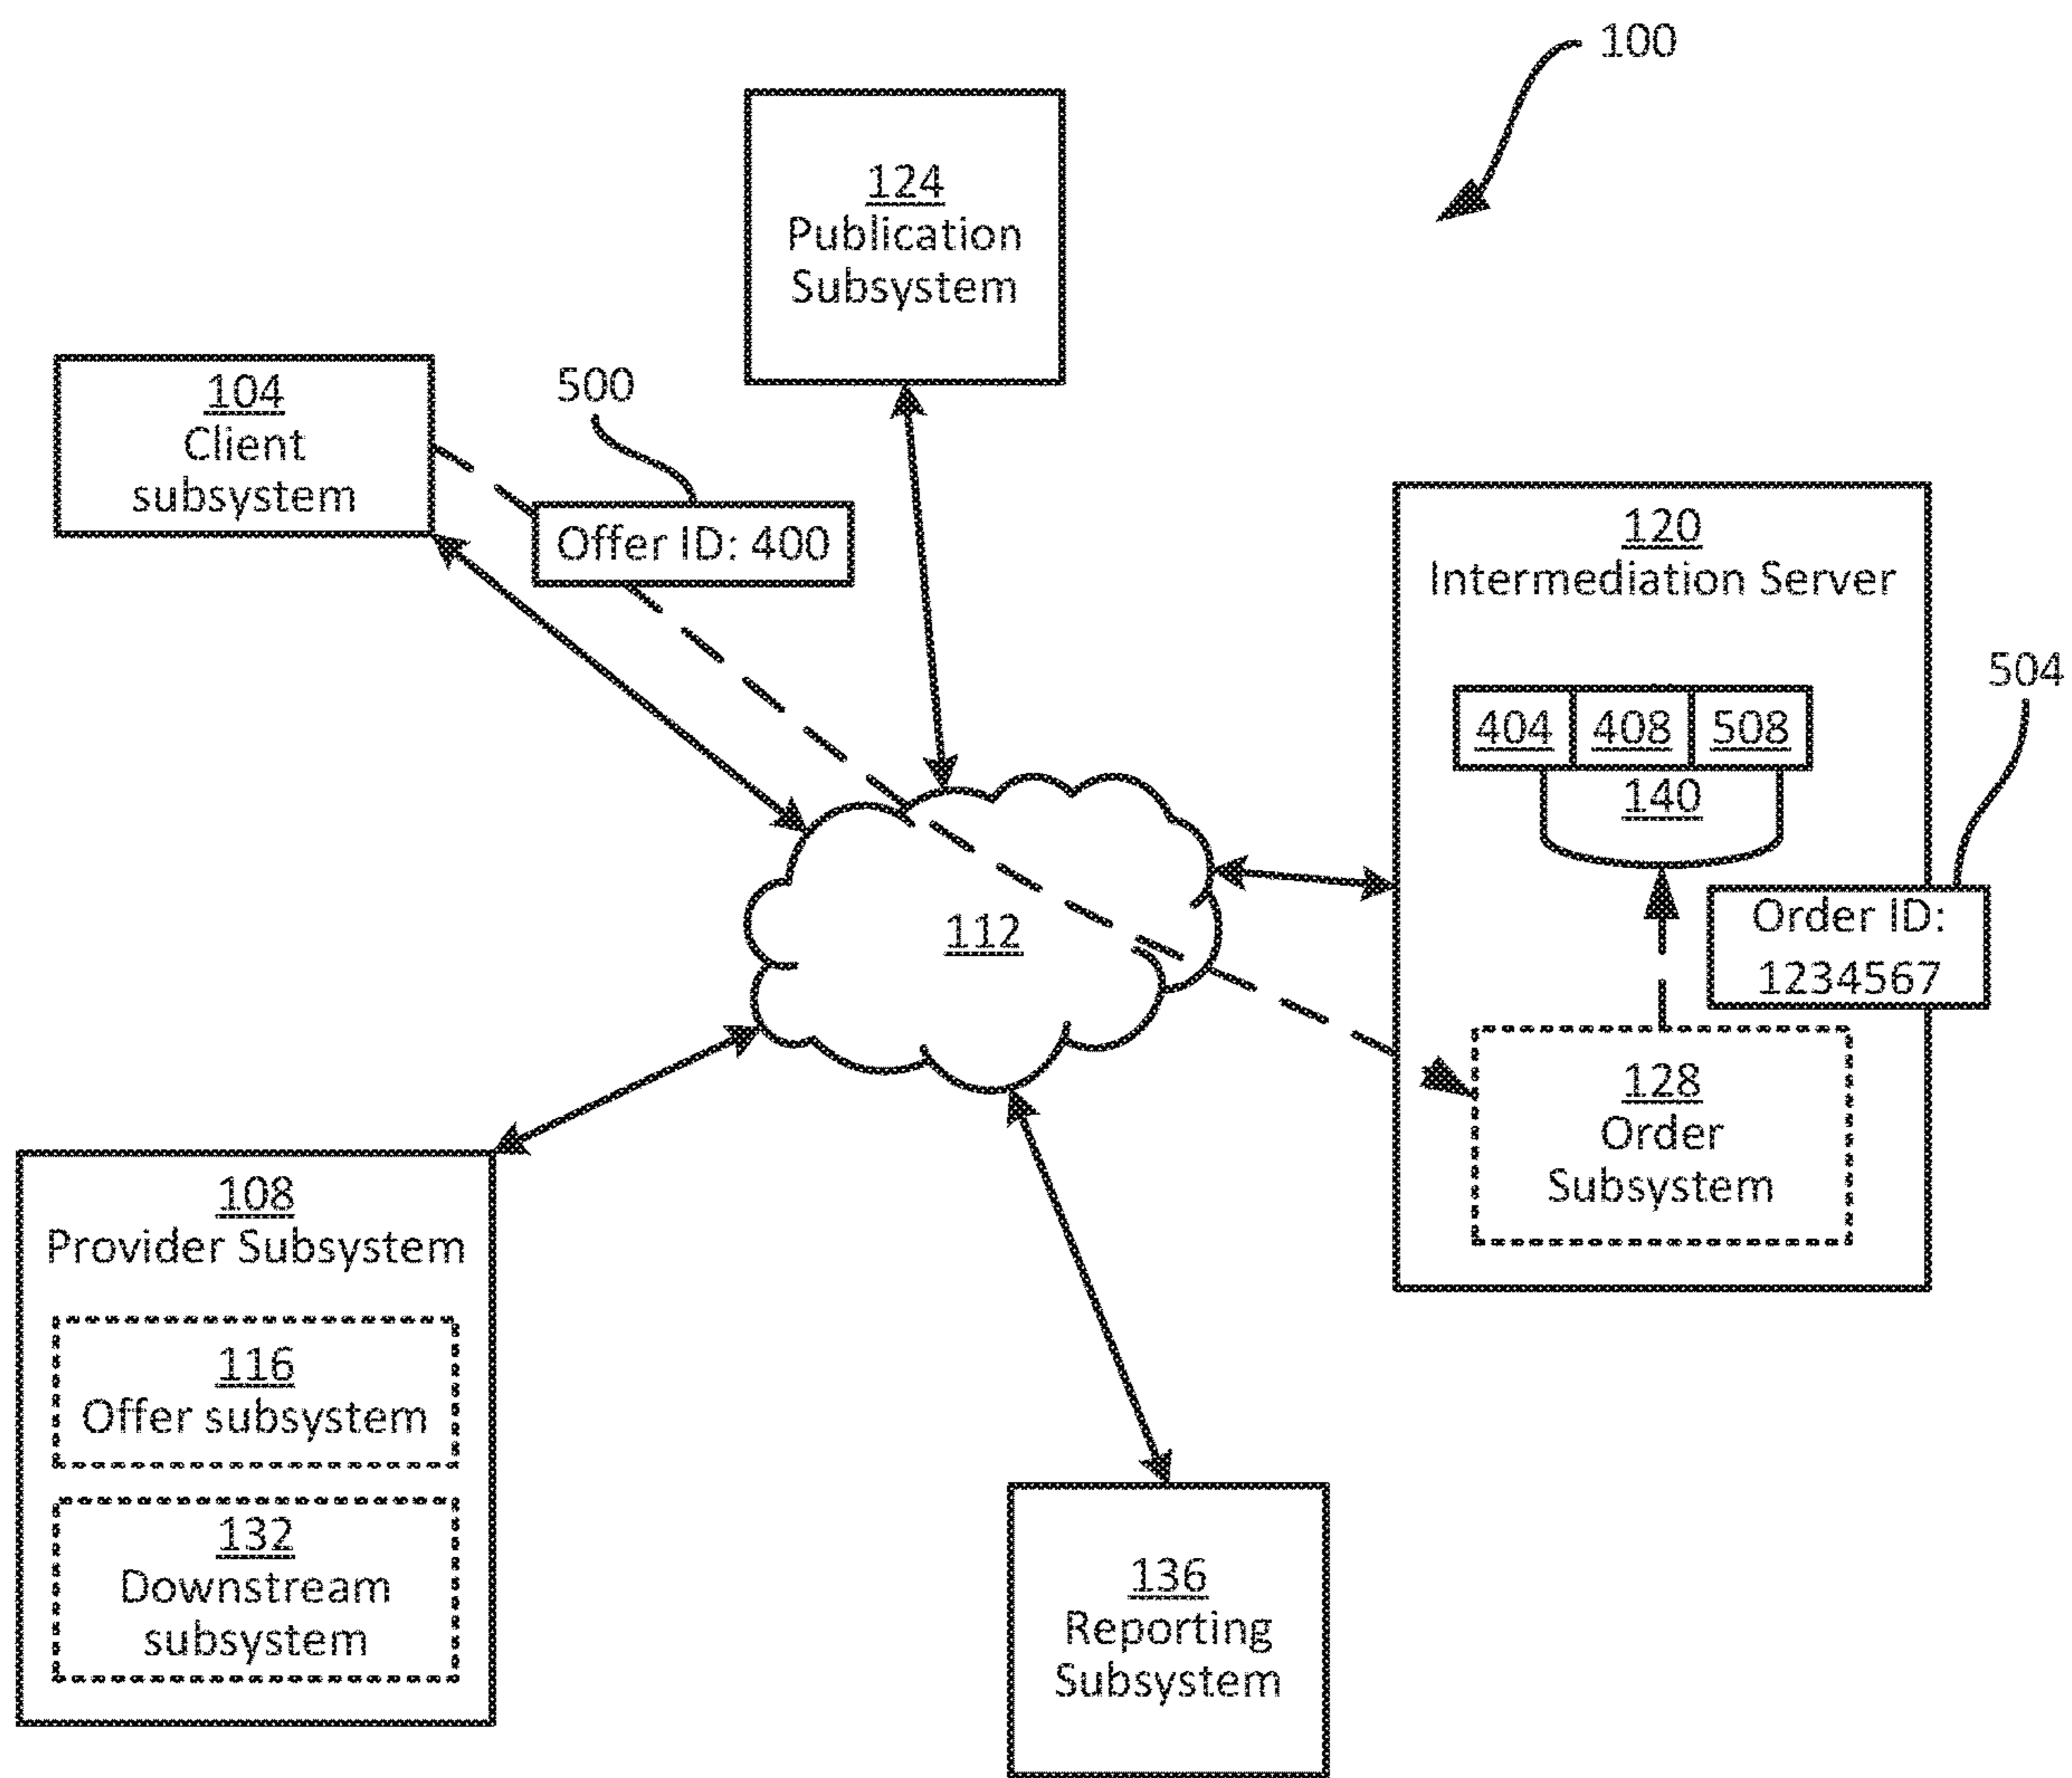 100
124
Publication
Subsystem
104
Client
subsystem
500
Offer ID: 400
120
Intermediation Server
504
404 408 508
140
Order ID:
1234567
112
128
Order
Subsystem
108
Provider Subsystem
116
Offer subsystem
132
Downstream
subsystem
136
Reporting
Subsystem